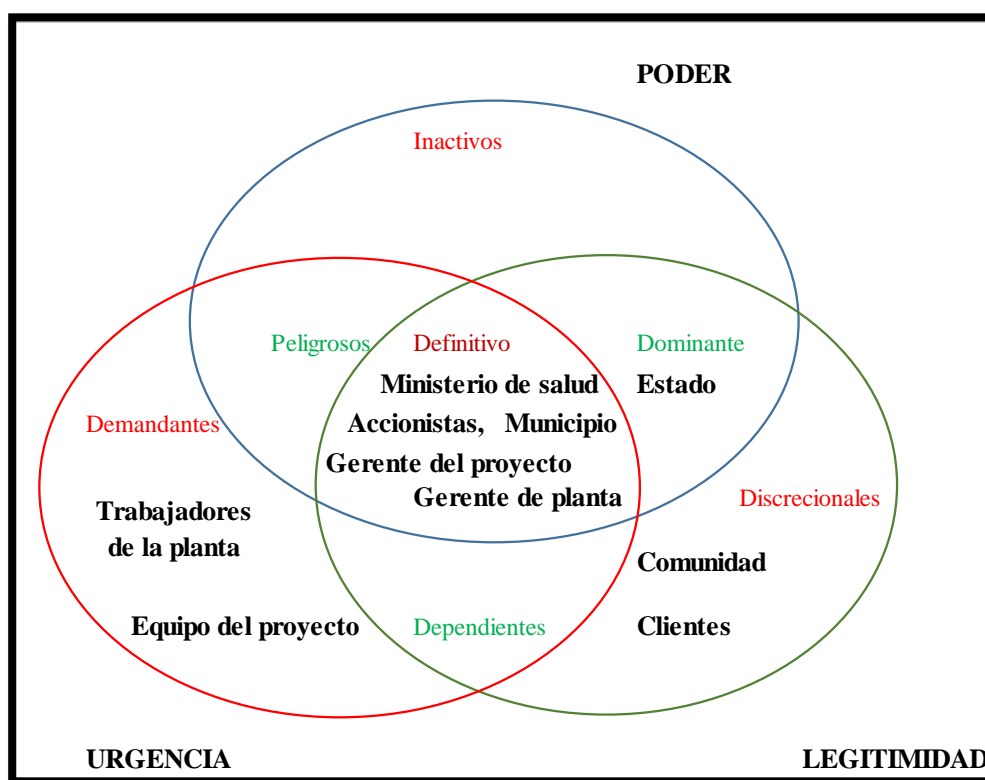 PODER
Inactivos
Peligrosos
Definitivo
Dominante
Ministerio de salud
Estado
Accionistas, Municipio
Demandantes
Gerente del proyecto
Gerente de planta
Discrecionales
Trabajadores
de la planta
Comunidad
Equipo del proyecto
Dependientes
Clientes
URGENCIA
LEGITIMIDAD